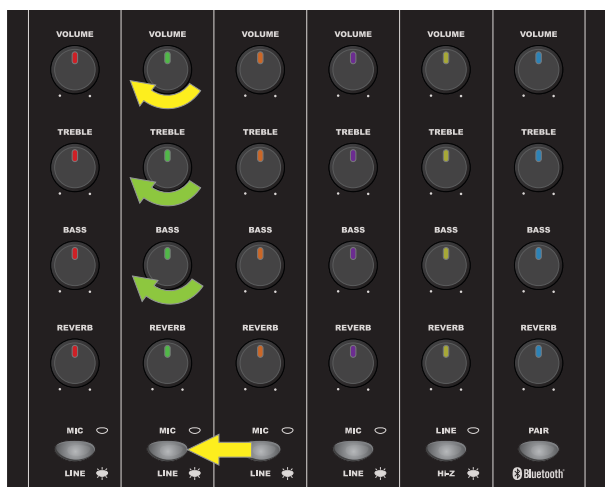 VOLUME VOLUME VOLUME VOLUME VOLUME VOLUME
TREBLE TREBLE TREBLE TREBLE TREBLE TREBLE
BASS BASS BASS BASS BASS BASS
REVERB REVERB REVERB REVERB REVERB REVERB
MIC MIC MIC MIC LINE PAIR
LINE LINE LINE LINE HI-Z Bluetooth